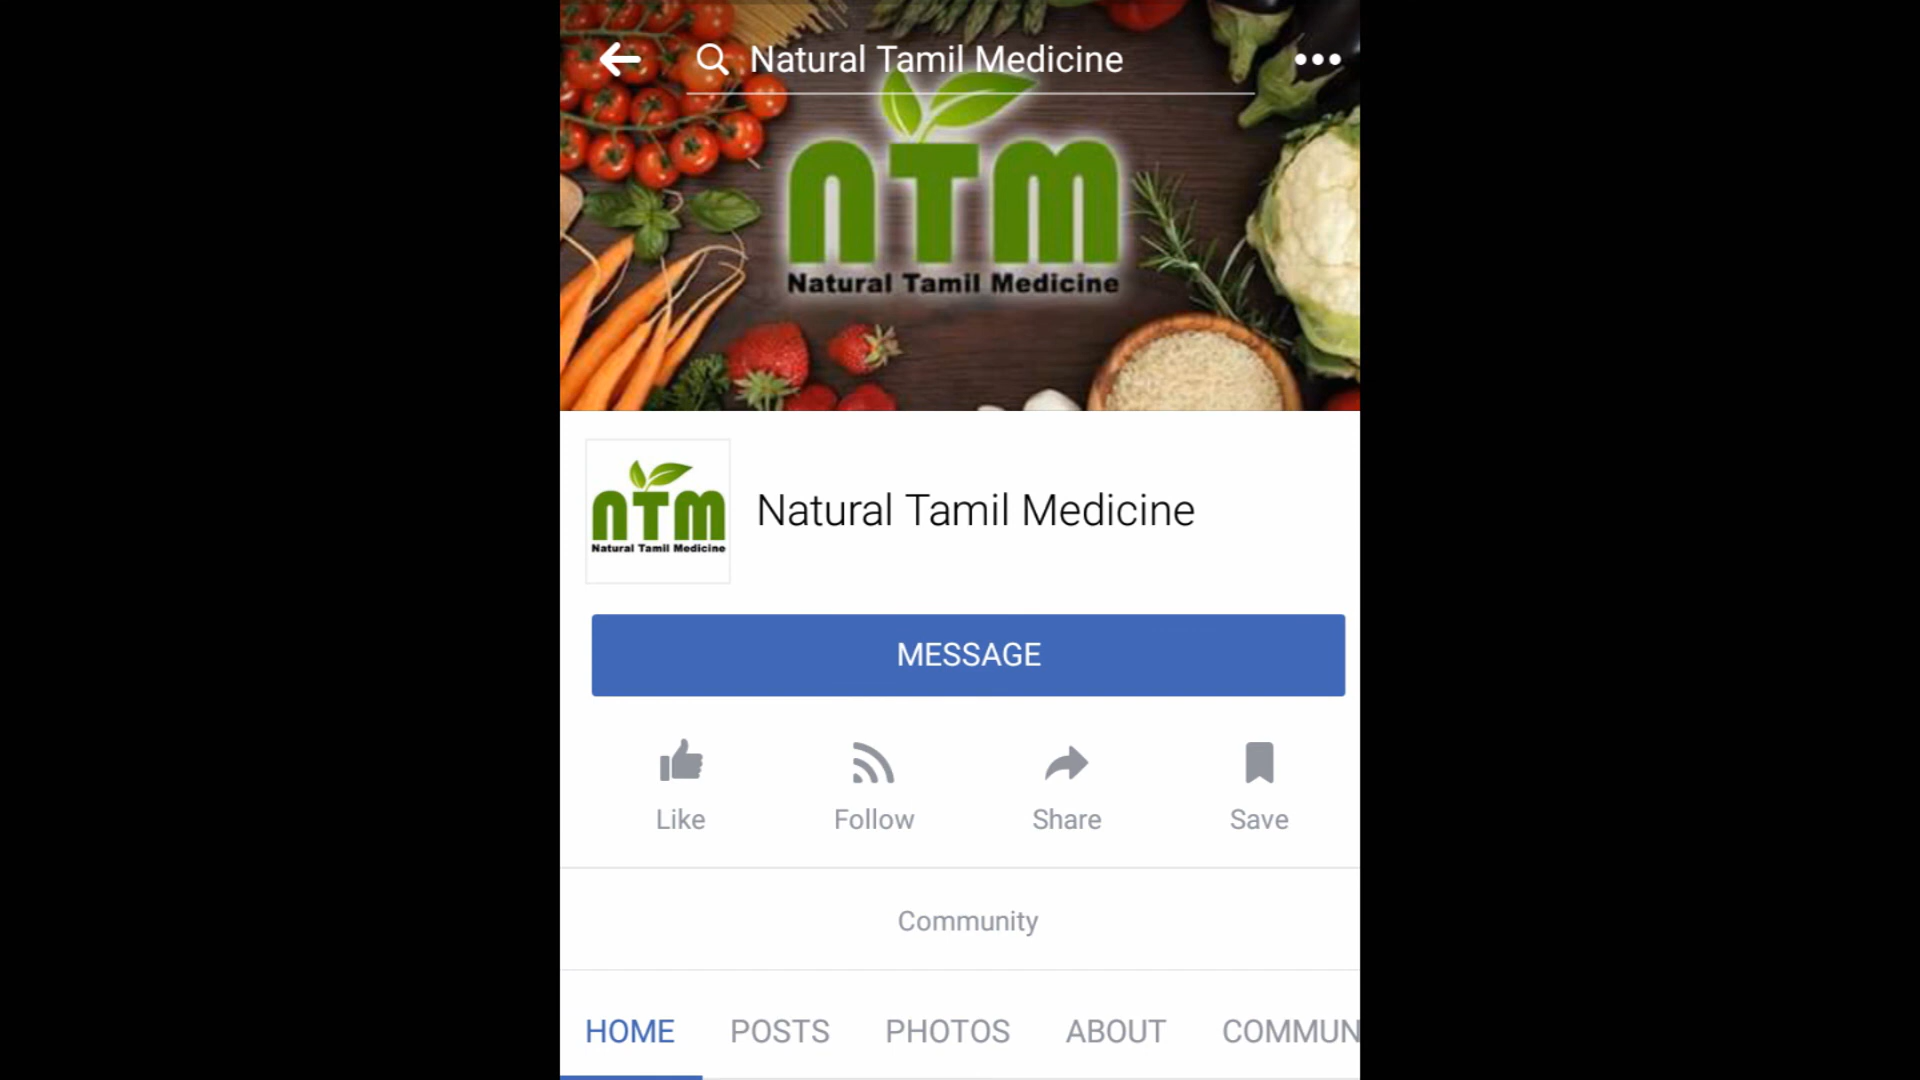 Natural Tamil Medicine
NTM
Natural Tamil Medicine
NTM
Natural Tamil Medicine
Natural Tamil Medicine
MESSAGE
Like Follow Share Save
Community
HOME POSTS PHOTOS ABOUT COMMUN